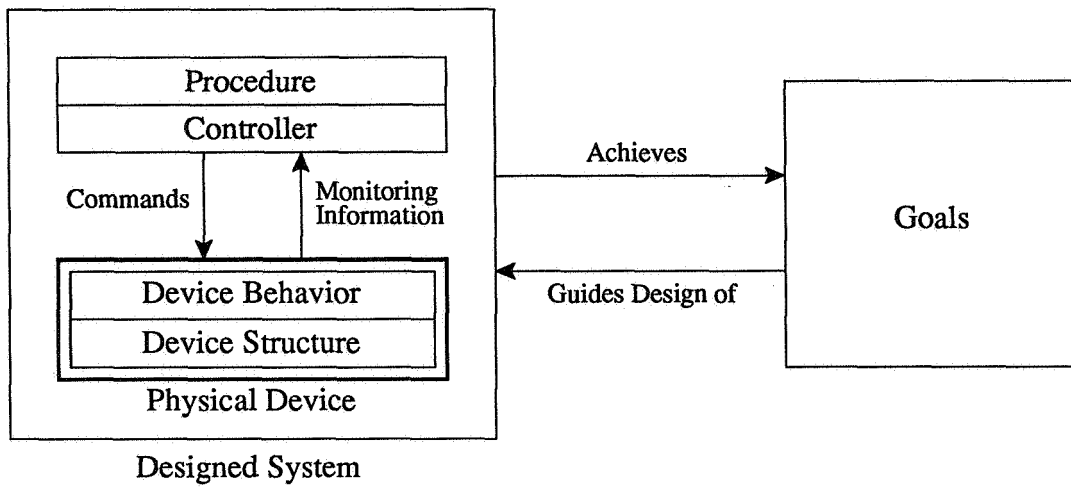 Procedure
Controller
Commands
Monitoring
Information
Device Behavior
Device Structure
Physical Device
Designed System
Achieves
Guides Design of
Goals